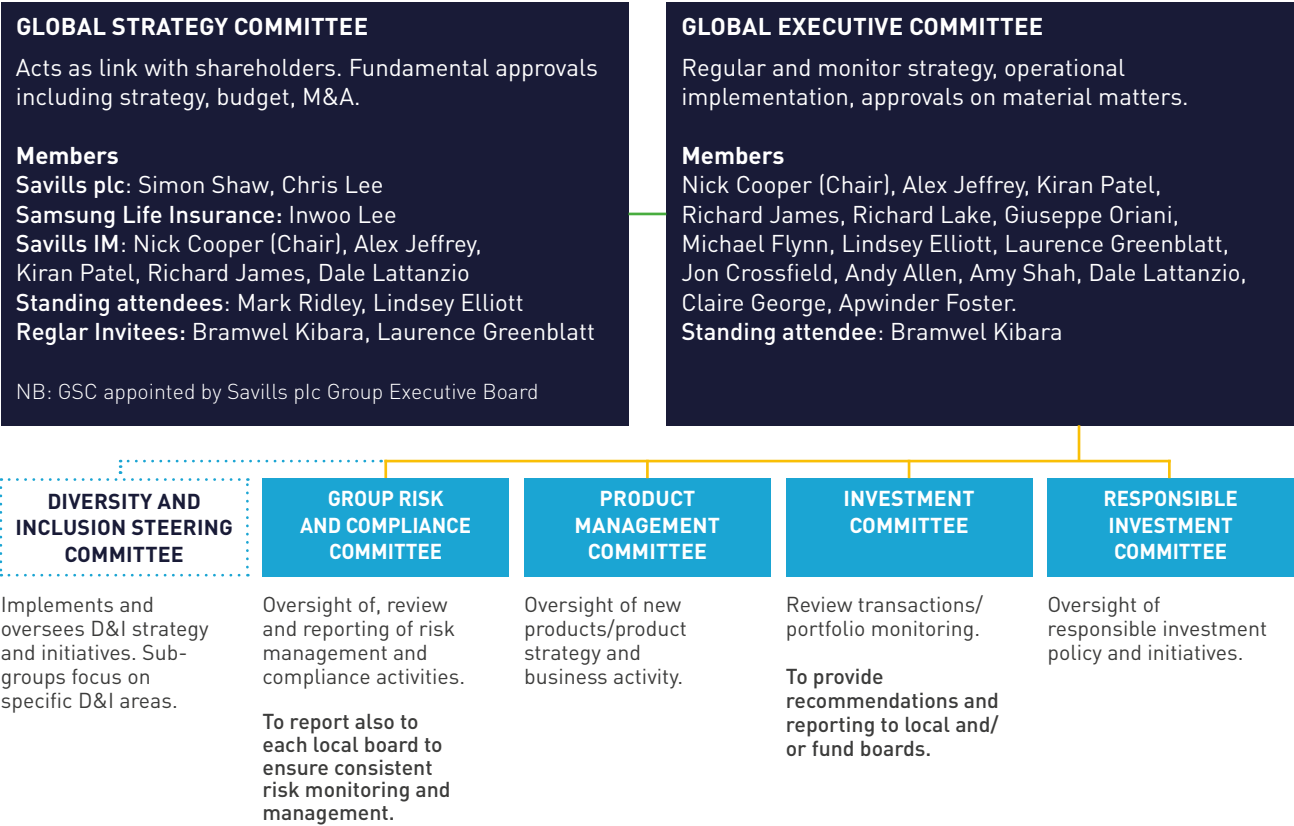 GLOBAL STRATEGY COMMITTEE
Acts as link with shareholders. Fundamental approvals
including strategy, budget, M&A.
Members
Savills plc: Simon Shaw, Chris Lee
Samsung Life Insurance: Inwoo Lee
Savills IM: Nick Cooper (Chair), Alex Jeffrey,
Kiran Patel, Richard James, Dale Lattanzio
Standing attendees: Mark Ridley, Lindsey Elliott
Reglar Invitees: Bramwel Kibara, Laurence Greenblatt
NB: GSC appointed by Savills plc Group Executive Board
GLOBAL EXECUTIVE COMMITTEE
Regular and monitor strategy, operational
implementation, approvals on material matters.
Members
Nick Cooper (Chair), Alex Jeffrey, Kiran Patel,
Richard James, Richard Lake, Giuseppe Oriani,
Michael Flynn, Lindsey Elliott, Laurence Greenblatt,
Jon Crossfield, Andy Allen, Amy Shah, Dale Lattanzio,
Claire George, Apwinder Foster.
Standing attendee: Bramwel Kibara
DIVERSITY AND
INCLUSION STEERING
COMMITTEE
Implements and
oversees D&I strategy
and initiatives. Sub-
groups focus on
specific D&I areas.
GROUP RISK
AND COMPLIANCE
COMMITTEE
Oversight of, review
and reporting of risk
management and
compliance activities.
To report also to
each local board to
ensure consistent
risk monitoring and
management.
PRODUCT
MANAGEMENT
COMMITTEE
Oversight of new
products/product
strategy and
business activity.
INVESTMENT
COMMITTEE
Review transactions/
portfolio monitoring.
To provide
recommendations and
reporting to local and/
or fund boards.
RESPONSIBLE
INVESTMENT
COMMITTEE
Oversight of
responsible investment
policy and initiatives.